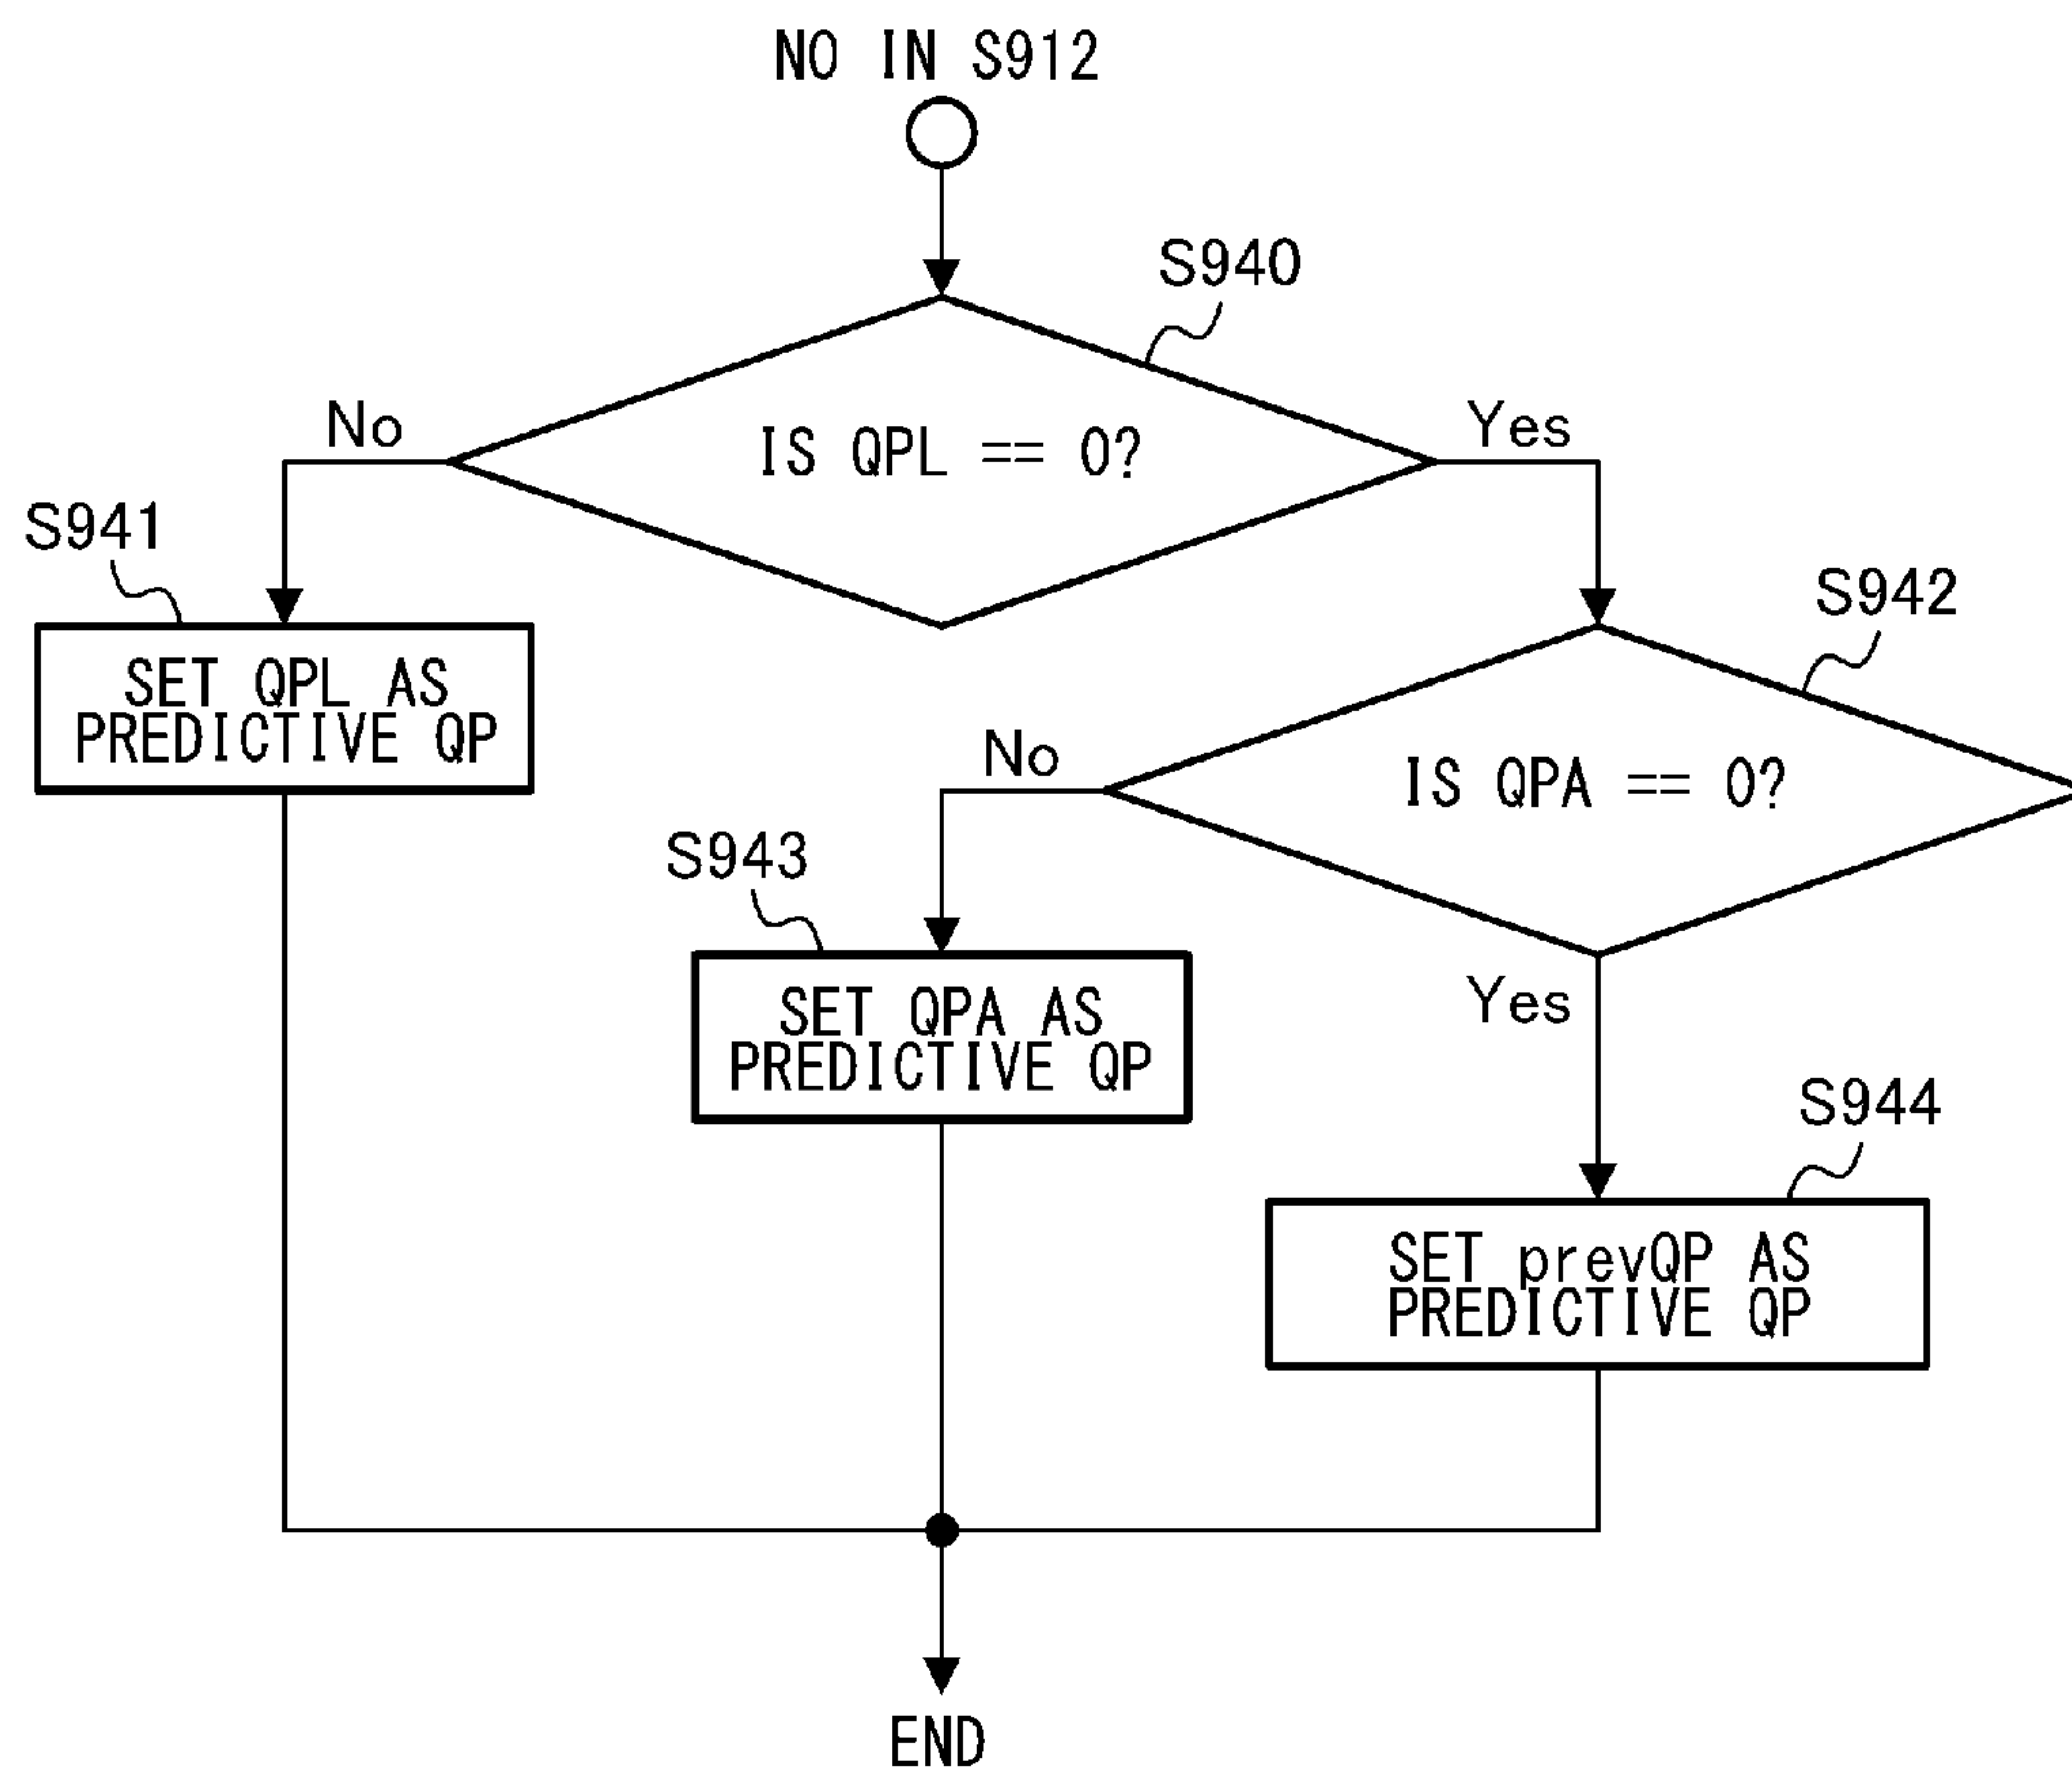 NO IN S912
S940
IS QPL == 0?
No
Yes
S941
SET QPL AS
PREDICTIVE QP
S942
IS QPA == 0?
No
Yes
S943
SET QPA AS
PREDICTIVE QP
S944
SET prevQP AS
PREDICTIVE QP
END